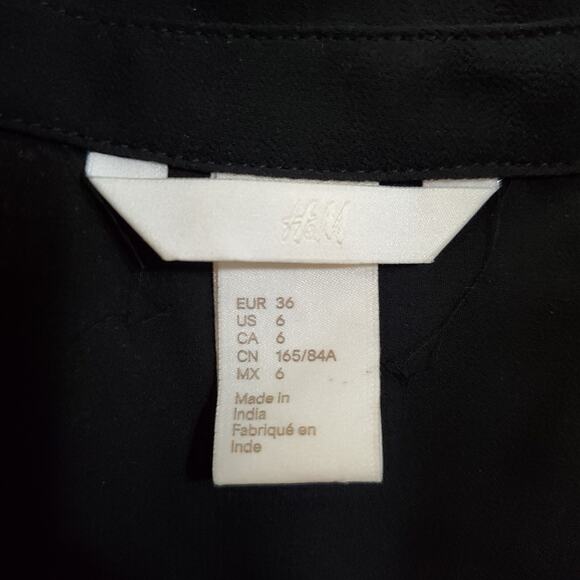 H&M
EUR 36
US 6
CA 6
CN 165/84A
MX 6
Made in
India
Fabriqué en
Inde